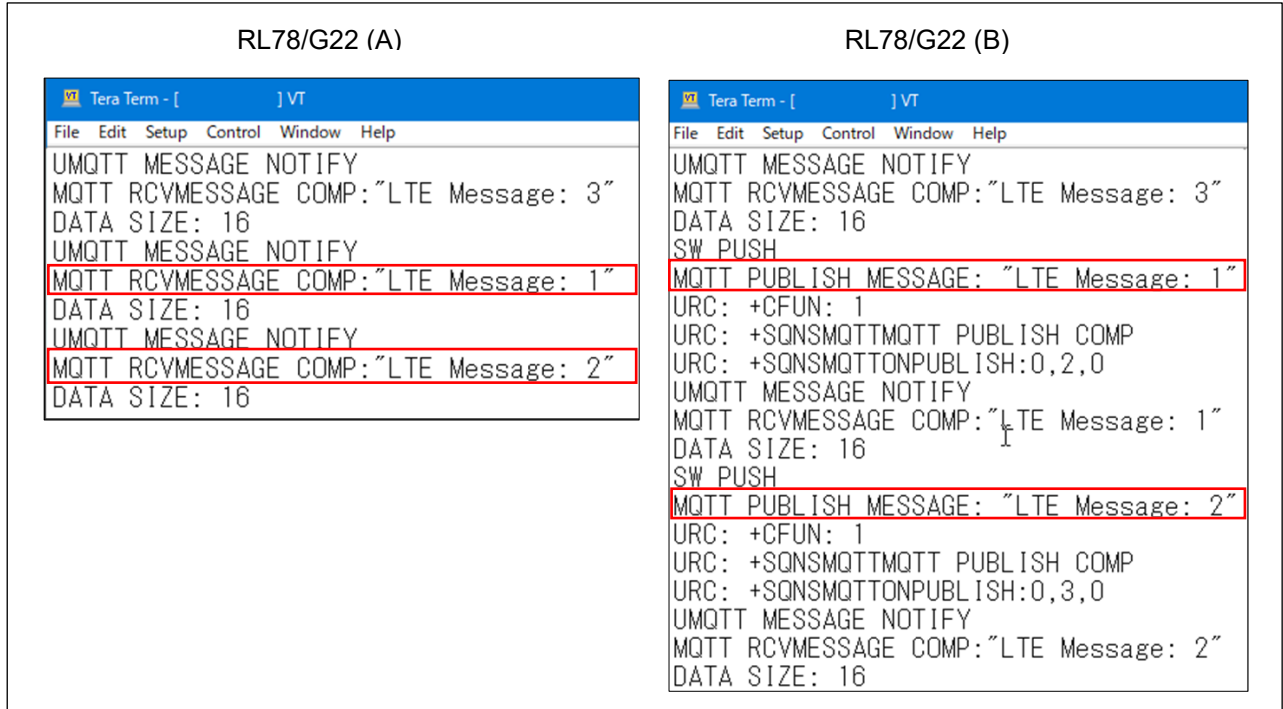 RL78/G22 (A)
Tera Term - [ ] VT
File Edit Setup Control Window Help
UMQTT MESSAGE NOTIFY
MQTT RCVMESSAGE COMP:"LTE Message: 3"
DATA SIZE: 16
UMQTT MESSAGE NOTIFY
MQTT RCVMESSAGE COMP:"LTE Message: 1"
DATA SIZE: 16
UMQTT MESSAGE NOTIFY
MQTT RCVMESSAGE COMP:"LTE Message: 2"
DATA SIZE: 16
RL78/G22 (B)
Tera Term - [ ] VT
File Edit Setup Control Window Help
UMQTT MESSAGE NOTIFY
MQTT RCVMESSAGE COMP:"LTE Message: 3"
DATA SIZE: 16
SW PUSH
MQTT PUBLISH MESSAGE: "LTE Message: 1"
URC: +CFUN: 1
URC: +SQNSMQTTMQTT PUBLISH COMP
URC: +SQNSMQTTONPUBLISH:0,2,0
UMQTT MESSAGE NOTIFY
MQTT RCVMESSAGE COMP:"LTE Message: 1"
DATA SIZE: 16
SW PUSH
MQTT PUBLISH MESSAGE: "LTE Message: 2"
URC: +CFUN: 1
URC: +SQNSMQTTMQTT PUBLISH COMP
URC: +SQNSMQTTONPUBLISH:0,3,0
UMQTT MESSAGE NOTIFY
MQTT RCVMESSAGE COMP:"LTE Message: 2"
DATA SIZE: 16